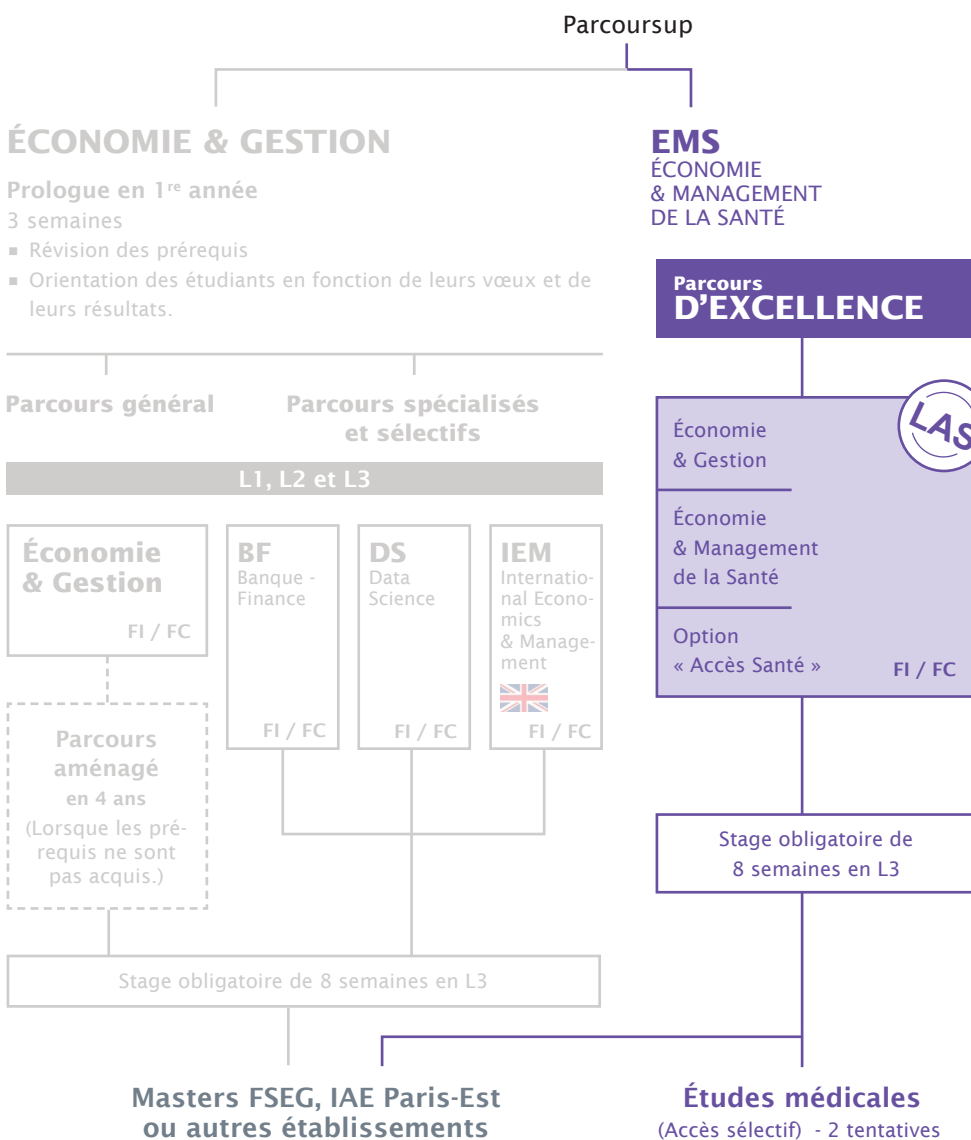 Parcoursup
ÉCONOMIE & GESTION
Prologue en 1re année
3 semaines
▪ Révision des prérequis
▪ Orientation des étudiants en fonction de leurs vœux et de
leurs résultats.
Parcours général
Parcours spécialisés
et sélectifs
L1, L2 et L3
Économie
& Gestion
FI / FC
BF
Banque -
Finance
FI / FC
DS
Data
Science
FI / FC
IEM
Internatio-
nal Econo-
mics
& Manage-
ment
FI / FC
Parcours
aménagé
en 4 ans
(Lorsque les pré-
requis ne sont
pas acquis.)
Stage obligatoire de 8 semaines en L3
EMS
ÉCONOMIE
& MANAGEMENT
DE LA SANTÉ
Parcours
D’EXCELLENCE
LAS
Économie
& Gestion
Économie
& Management
de la Santé
Option
« Accès Santé »
FI / FC
Stage obligatoire de
8 semaines en L3
Masters FSEG, IAE Paris-Est
ou autres établissements
Études médicales
(Accès sélectif) - 2 tentatives